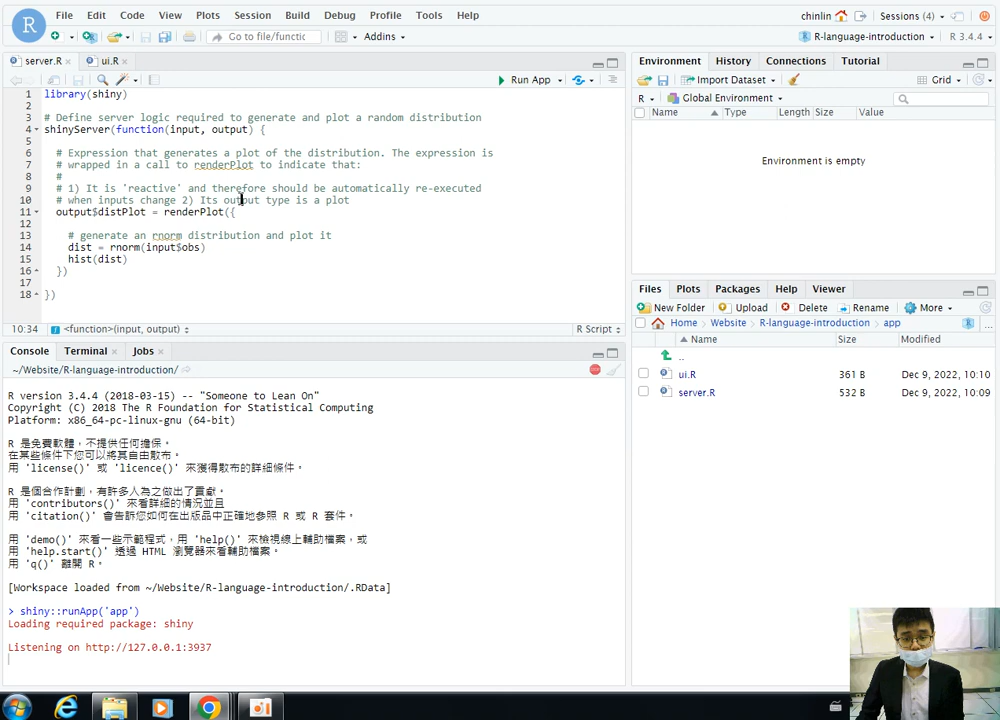 File Edit Code View Plots Session Build Debug Profile Tools Help
chinlin Sessions (4)
R
Go to file/functic Addins
R-language-introduction R 3.4.4
server.R ui.R
Run App
1 library(shiny)
2
3 # Define server logic required to generate and plot a random distribution
4 shinyServer(function(input, output) {
5
6 # Expression that generates a plot of the distribution. The expression is
7 # wrapped in a call to renderPlot to indicate that:
8 #
9 # 1) It is 'reactive' and therefore should be automatically re-executed
10 # when inputs change 2) Its output type is a plot
11 output$distPlot = renderPlot({
12
13 # generate an rnorm distribution and plot it
14 dist = rnorm(input$obs)
15 hist(dist)
16 })
17
18 })
10:34 <function>(input, output) R Script
Console Terminal Jobs
~/Website/R-language-introduction/
R version 3.4.4 (2018-03-15) -- "Someone to Lean On"
Copyright (C) 2018 The R Foundation for Statistical Computing
Platform: x86_64-pc-linux-gnu (64-bit)
R 是免費軟體，不提供任何擔保。
在某些條件下您可以將其自由散布。
用 'license()' 或 'licence()' 來獲得散布的詳細條件。
R 是個合作計劃，有許多人為之做出了貢獻。
用 'contributors()' 來看詳細的情況並且
用 'citation()' 會告訴您如何在出版品中正確地參照 R 或 R 套件。
用 'demo()' 來看一些示範程式，用 'help()' 來檢視線上輔助檔案，或
用 'help.start()' 透過 HTML 瀏覽器來看輔助檔案。
用 'q()' 離開 R。
[Workspace loaded from ~/Website/R-language-introduction/.RData]
> shiny::runApp('app')
Loading required package: shiny
Listening on http://127.0.0.1:3937
Environment History Connections Tutorial
Import Dataset Grid
R Global Environment
Name Type Length Size Value
Environment is empty
Files Plots Packages Help Viewer
New Folder Upload Delete Rename More
Home Website R-language-introduction app
Name Size Modified
..
ui.R 361 B Dec 9, 2022, 10:10
server.R 532 B Dec 9, 2022, 10:09